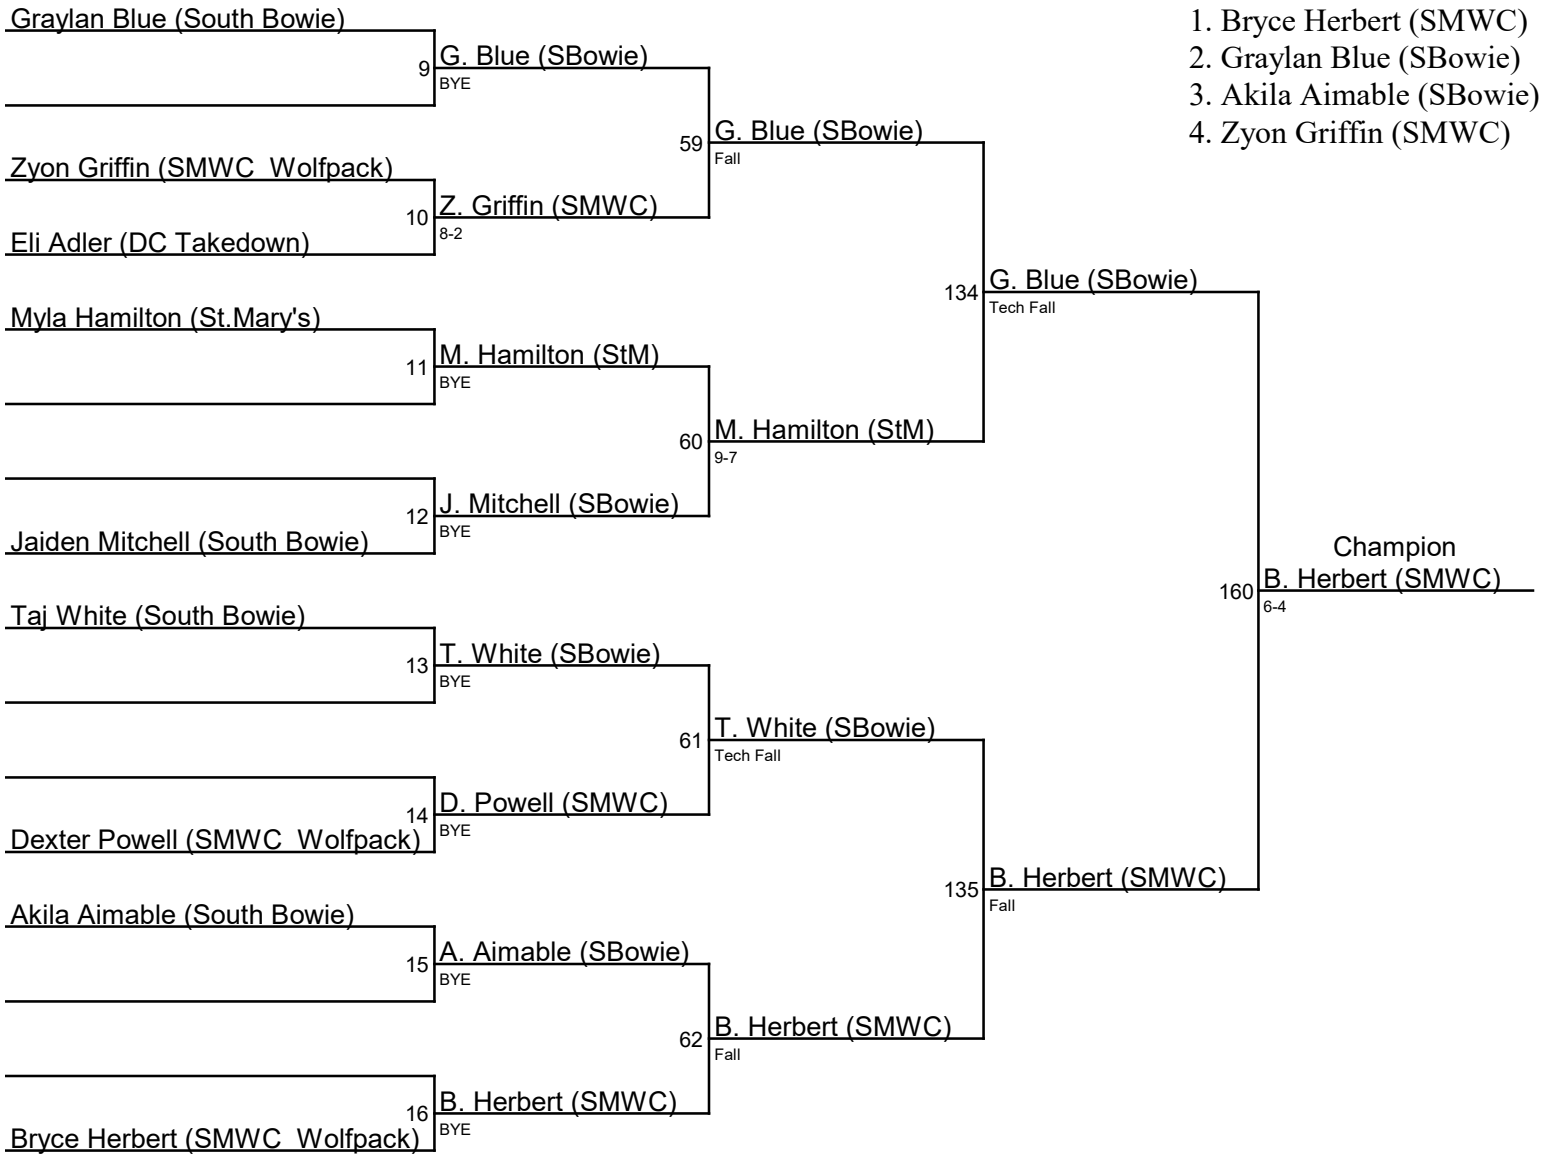 Graylan Blue (South Bowie)
9
G. Blue (SBowie)
BYE
Zyon Griffin (SMWC  Wolfpack)
10
Z. Griffin (SMWC)
8-2
Eli Adler (DC Takedown)
59
G. Blue (SBowie)
Fall
Myla Hamilton (St.Mary's)
11
M. Hamilton (StM)
BYE
60
M. Hamilton (StM)
9-7
12
J. Mitchell (SBowie)
BYE
Jaiden Mitchell (South Bowie)
134
G. Blue (SBowie)
Tech Fall
Taj White (South Bowie)
13
T. White (SBowie)
BYE
61
T. White (SBowie)
Tech Fall
14
D. Powell (SMWC)
BYE
Dexter Powell (SMWC  Wolfpack)
Akila Aimable (South Bowie)
15
A. Aimable (SBowie)
BYE
62
B. Herbert (SMWC)
Fall
16
B. Herbert (SMWC)
BYE
Bryce Herbert (SMWC  Wolfpack)
135
B. Herbert (SMWC)
Fall
Champion
160
B. Herbert (SMWC)
6-4
1. Bryce Herbert (SMWC)
2. Graylan Blue (SBowie)
3. Akila Aimable (SBowie)
4. Zyon Griffin (SMWC)